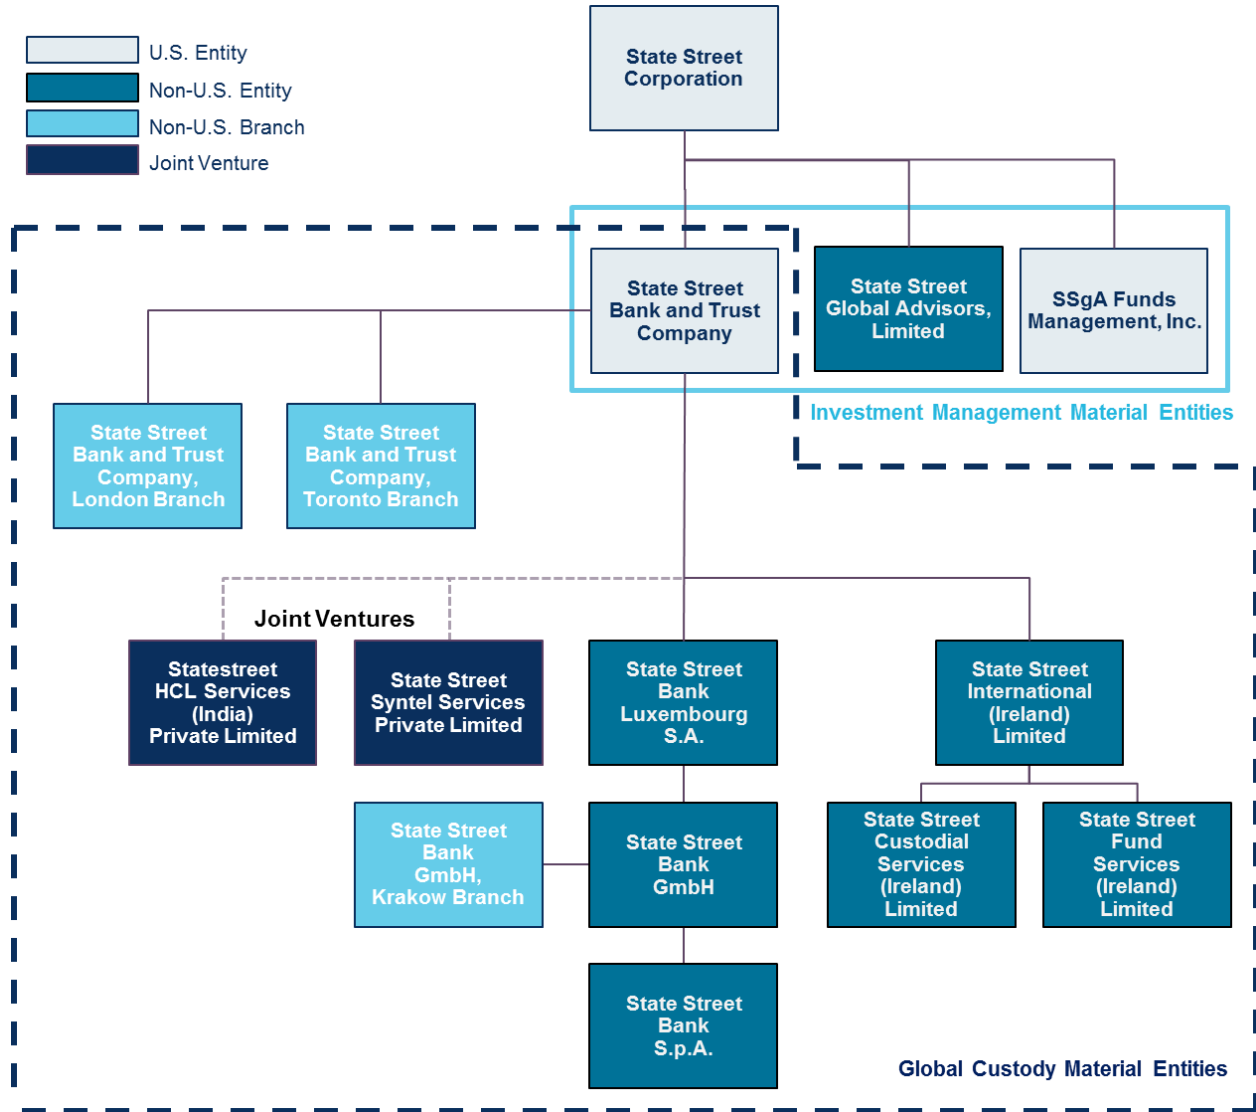 U.S. Entity
Non-U.S. Entity
Non-U.S. Branch
Joint Venture
State Street
Corporation
State Street
Bank and Trust
Company
State Street
Global Advisors,
Limited
SSgA Funds
Management, Inc.
Investment Management Material Entities
State Street
Bank and Trust
Company,
London Branch
State Street
Bank and Trust
Company,
Toronto Branch
Joint Ventures
Statestreet
HCL Services
(India)
Private Limited
State Street
Syntel Services
Private Limited
State Street
Bank
Luxembourg
S.A.
State Street
International
(Ireland)
Limited
State Street
Bank
GmbH,
Krakow Branch
State Street
Bank
GmbH
State Street
Custodial
Services
(Ireland)
Limited
State Street
Fund
Services
(Ireland)
Limited
State Street
Bank
S.p.A.
Global Custody Material Entities